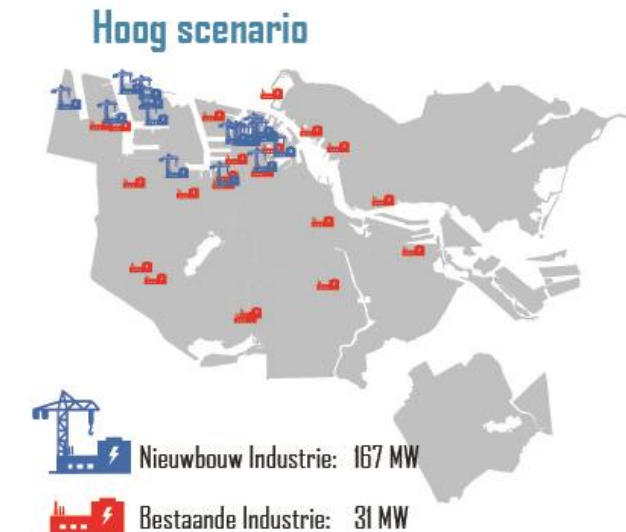 Hoog scenario
Nieuwbouw Industrie: 167 MW
Bestaande Industrie: 31 MW